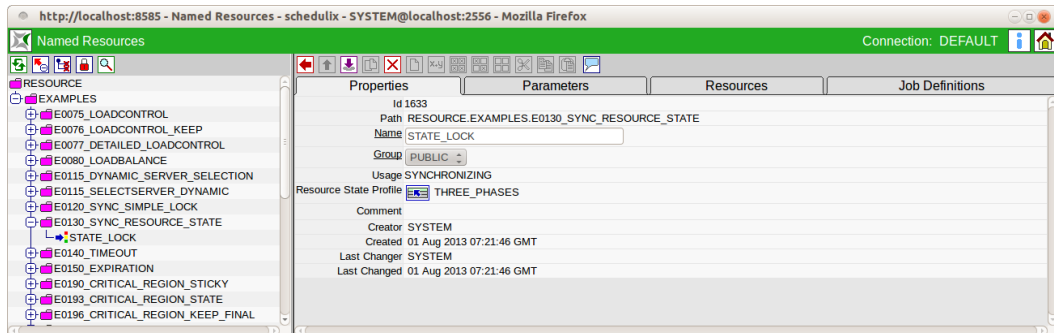 http://localhost:8585 - Named Resources - schedulix - SYSTEM@localhost:2556 - Mozilla Firefox
Named Resources
Connection: DEFAULT
RESOURCE
EXAMPLES
E0075_LOADCONTROL
E0076_LOADCONTROL_KEEP
E0077_DETAILED_LOADCONTROL
E0080_LOADBALANCE
E0115_DYNAMIC_SERVER_SELECTION
E0115_SELECTSERVER_DYNAMIC
E0120_SYNC_SIMPLE_LOCK
E0130_SYNC_RESOURCE_STATE
STATE_LOCK
E0140_TIMEOUT
E0150_EXPIRATION
E0190_CRITICAL_REGION_STICKY
E0193_CRITICAL_REGION_STATE
E0196_CRITICAL_REGION_KEEP_FINAL
x,y
Properties
Parameters
Resources
Job Definitions
Id 1633
Path RESOURCE.EXAMPLES.E0130_SYNC_RESOURCE_STATE
Name STATE_LOCK
Group PUBLIC
Usage SYNCHRONIZING
Resource State Profile THREE_PHASES
Comment
Creator SYSTEM
Created 01 Aug 2013 07:21:46 GMT
Last Changer SYSTEM
Last Changed 01 Aug 2013 07:21:46 GMT